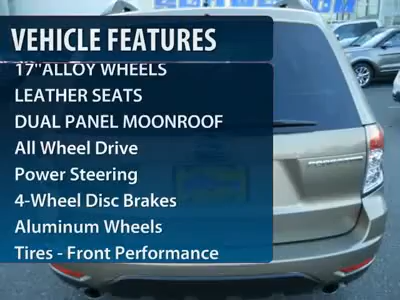 VEHICLE FEATURES
17"ALLOY WHEELS
LEATHER SEATS
DUAL PANEL MOONROOF
All Wheel Drive
Power Steering
4-Wheel Disc Brakes
Aluminum Wheels
Tires - Front Performance
FORESTER